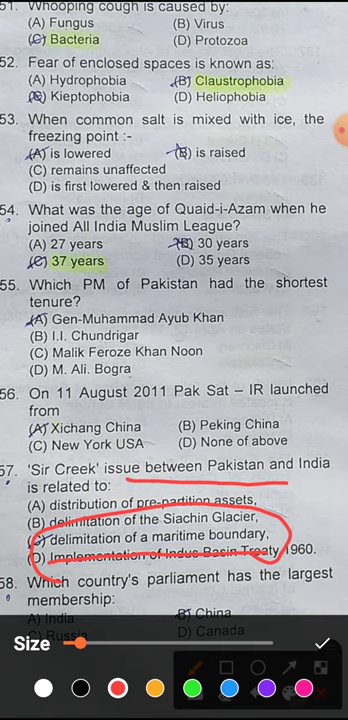 51. Whooping cough is caused by:
(A) Fungus (B) Virus
(C) Bacteria (D) Protozoa
52. Fear of enclosed spaces is known as:
(A) Hydrophobia (B) Claustrophobia
(C) Kieptophobia (D) Heliophobia
53. When common salt is mixed with ice, the
freezing point :-
(A) is lowered (B) is raised
(C) remains unaffected
(D) is first lowered & then raised
54. What was the age of Quaid-i-Azam when he
joined All India Muslim League?
(A) 27 years (B) 30 years
(C) 37 years (D) 35 years
55. Which PM of Pakistan had the shortest
tenure?
(A) Gen-Muhammad Ayub Khan
(B) I.I. Chundrigar
(C) Malik Feroze Khan Noon
(D) M. Ali. Bogra
56. On 11 August 2011 Pak Sat – IR launched
from
(A) Xichang China (B) Peking China
(C) New York USA (D) None of above
57. 'Sir Creek' issue between Pakistan and India
is related to:
(A) distribution of pre-partition assets,
(B) delimitation of the Siachin Glacier,
(C) delimitation of a maritime boundary,
(D) Implementation of Indus Basin Treaty 1960.
58. Which country's parliament has the largest
membership:
(A) India (B) China
(C) Russia (D) Canada
Size